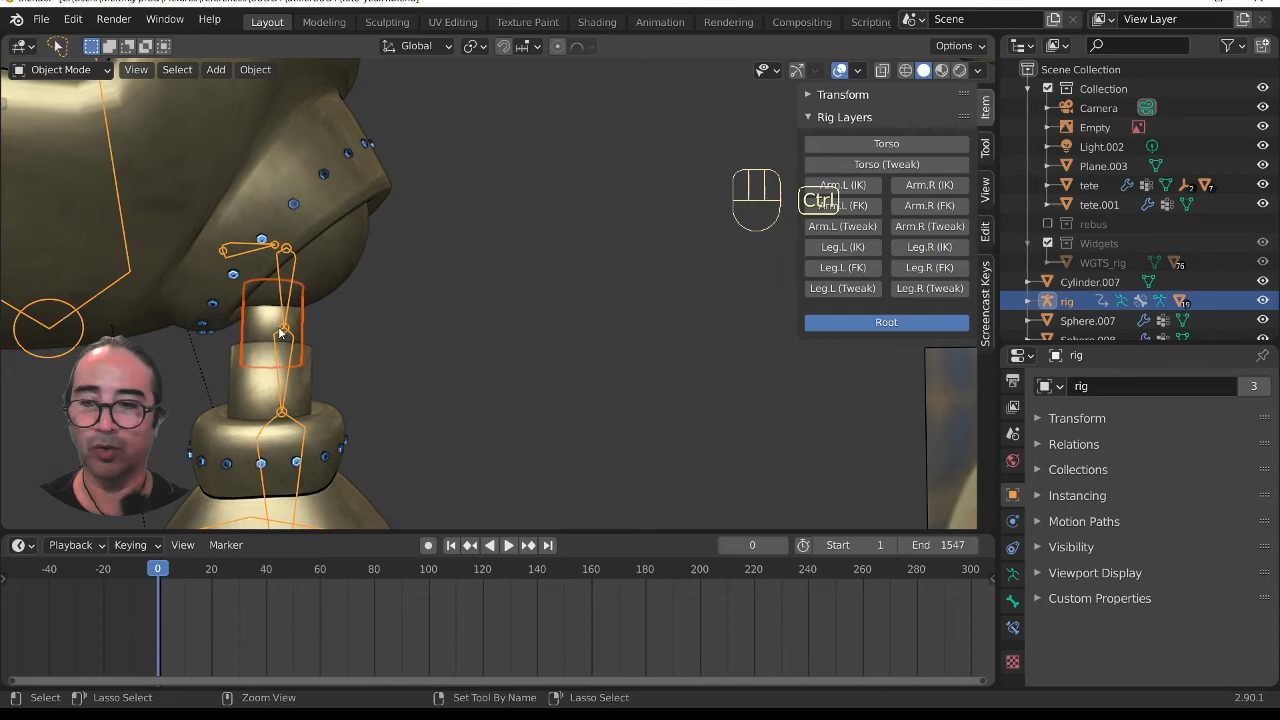 File Edit Render Window Help
Layout Modeling Sculpting UV Editing Texture Paint Shading Animation Rendering Compositing Scripting
Scene
View Layer
Global
Options
Object Mode View Select Add Object
Transform
Rig Layers
Torso
Torso (Tweak)
Arm.L (IK) Arm.R (IK)
Arm.L (FK) Arm.R (FK)
Arm.L (Tweak) Arm.R (Tweak)
Leg.L (IK) Leg.R (IK)
Leg.L (FK) Leg.R (FK)
Leg.L (Tweak) Leg.R (Tweak)
Root
Ctrl
Item
Tool
View
Edit
Screencast Keys
Scene Collection
Collection
Camera
Empty
Light.002
Plane.003
tete 2 7
tete.001
rebus
Widgets
WGTS_rig 76
Cylinder.007
rig 19
Sphere.007
Sphere.008
rig
rig 3
Transform
Relations
Collections
Instancing
Motion Paths
Visibility
Viewport Display
Custom Properties
Playback Keying View Marker
0 Start 1 End 1547
-40 -20 0 20 40 60 80 100 120 140 160 180 200 220 240 260 280 300
Select Lasso Select Zoom View Set Tool By Name Lasso Select 2.90.1